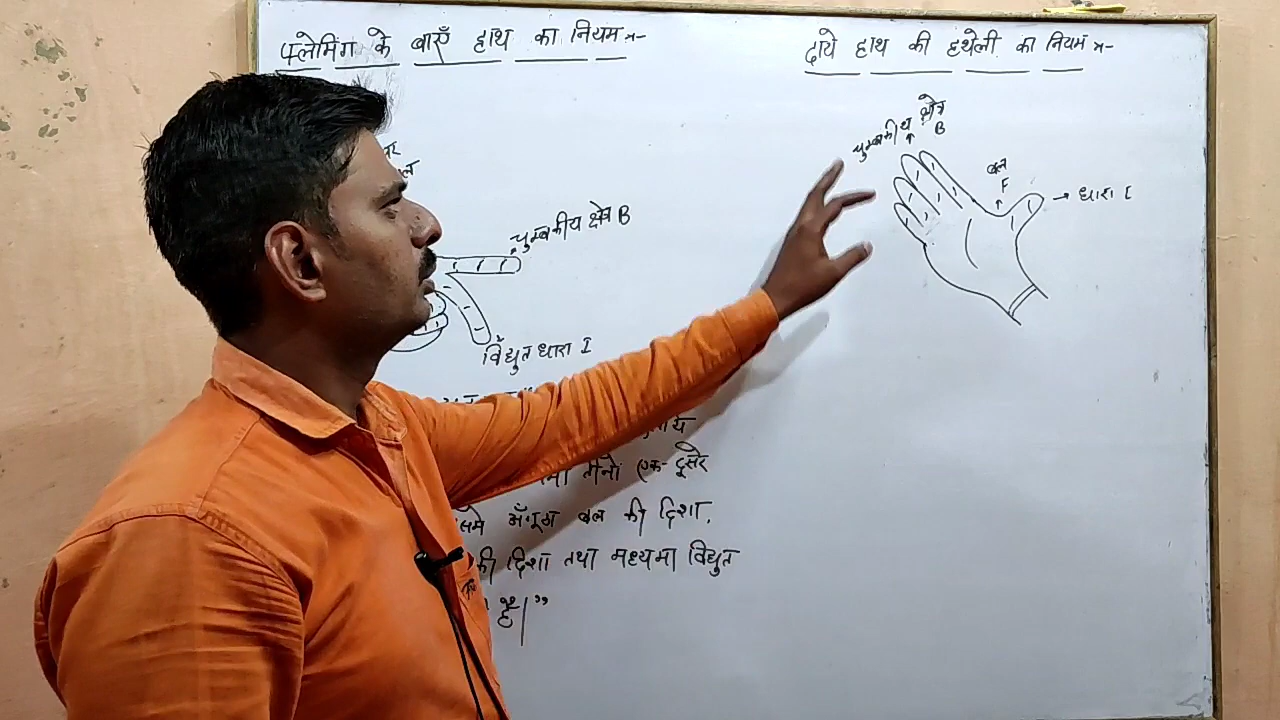 फ्लेमिंग के बाएँ हाथ का नियम :-
चुम्बकीय क्षेत्र B
विद्युत धारा I
तीनों एक-दूसरे
अँगूठा बल की दिशा,
की दिशा तथा मध्यमा विद्युत
है।"
दाये हाथ की हथेली का नियम :-
चुम्बकीय क्षेत्र
B
बल
F
→ धारा I